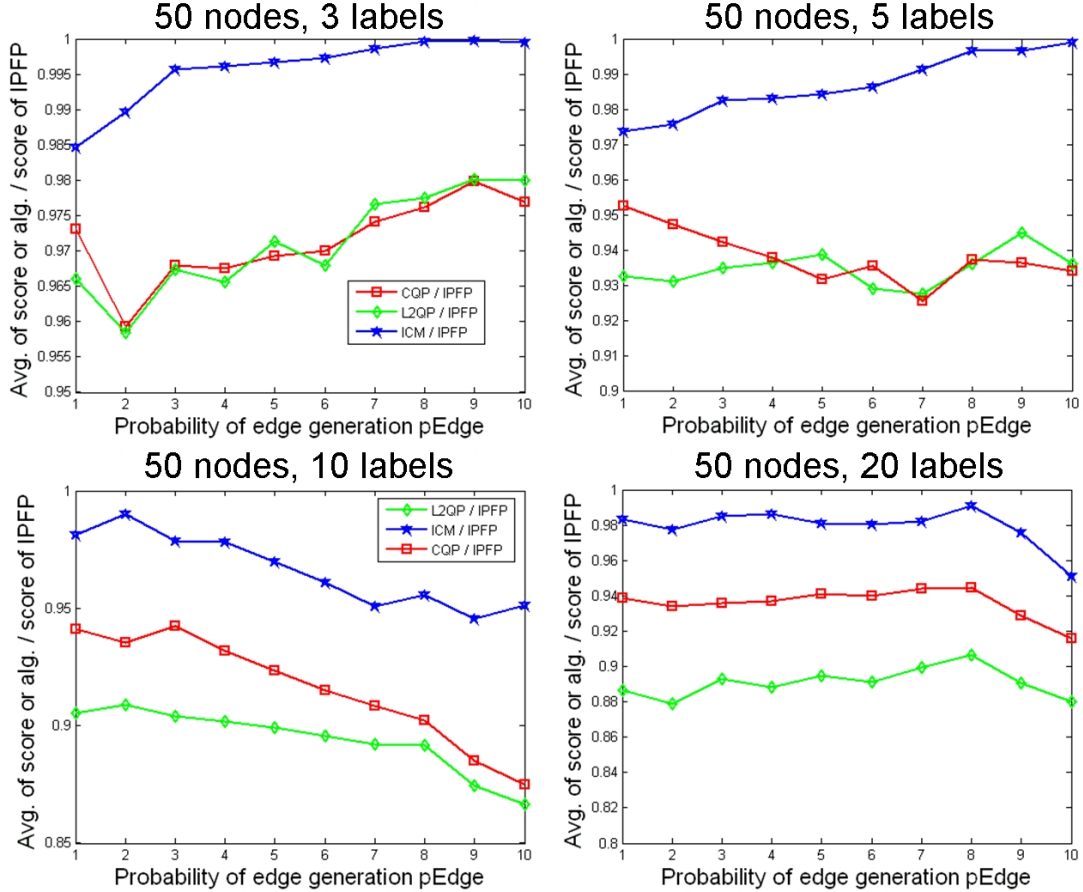 50 nodes, 3 labels
Avg. of score or alg. / score of IPFP
1
0.995
0.99
0.985
0.98
0.975
0.97
0.965
0.96
0.955
0.95
CQP / IPFP
L2QP / IPFP
ICM / IPFP
1 2 3 4 5 6 7 8 9 10
Probability of edge generation pEdge
50 nodes, 5 labels
Avg. of score or alg. / score of IPFP
1
0.99
0.98
0.97
0.96
0.95
0.94
0.93
0.92
0.91
0.9
1 2 3 4 5 6 7 8 9 10
Probability of edge generation pEdge
50 nodes, 10 labels
Avg. of score or alg. / score of IPFP
1
0.95
0.9
0.85
L2QP / IPFP
ICM / IPFP
CQP / IPFP
1 2 3 4 5 6 7 8 9 10
Probability of edge generation pEdge
50 nodes, 20 labels
Avg. of score or alg. / score of IPFP
1
0.98
0.96
0.94
0.92
0.9
0.88
0.86
0.84
0.82
0.8
1 2 3 4 5 6 7 8 9 10
Probability of edge generation pEdge